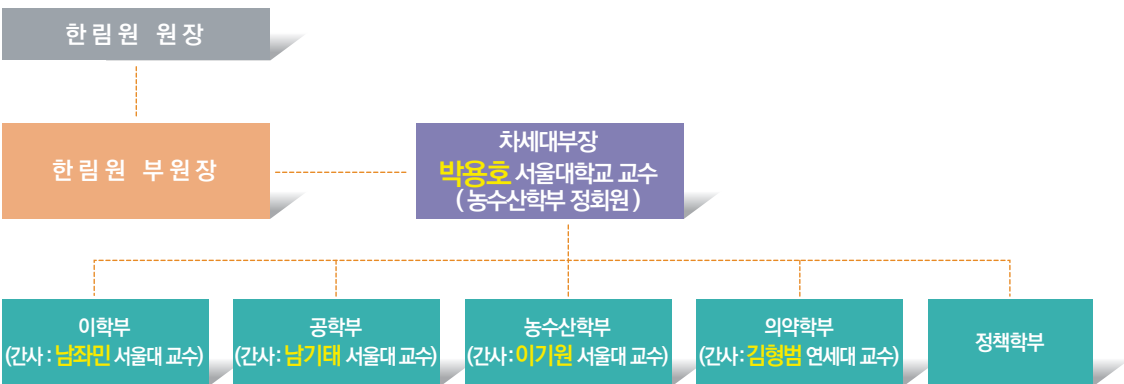 한림원 원장
한림원 부원장
차세대부장
박용호 서울대학교 교수
( 농수산학부 정회원 )
이학부
(간사 : 남좌민 서울대 교수)
공학부
(간사 : 남기태 서울대 교수)
농수산학부
(간사 : 이기원 서울대 교수)
의약학부
(간사 : 김형범 연세대 교수)
정책학부